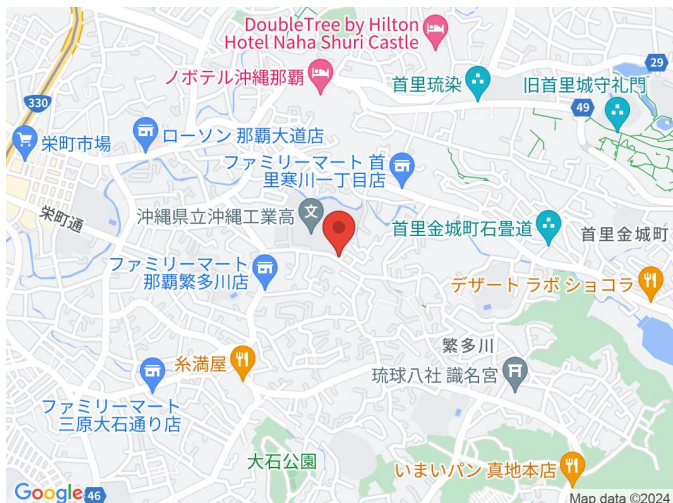 DoubleTree by Hilton
Hotel Naha Shuri Castle
29
ノボテル沖縄那覇
首里琉染
旧首里城守礼門
330
49
栄町市場
ローソン 那覇大道店
ファミリーマート 首
里寒川一丁目店
栄町通
沖縄県立沖縄工業高
首里金城町石畳道
首里金城町
ファミリーマート
那覇繁多川店
デザート ラボ ショコラ
繁多川
糸満屋
琉球八社 識名宮
ファミリーマート
三原大石通り店
大石公園
いまいパン 真地本店
Google
46
Map data ©2024